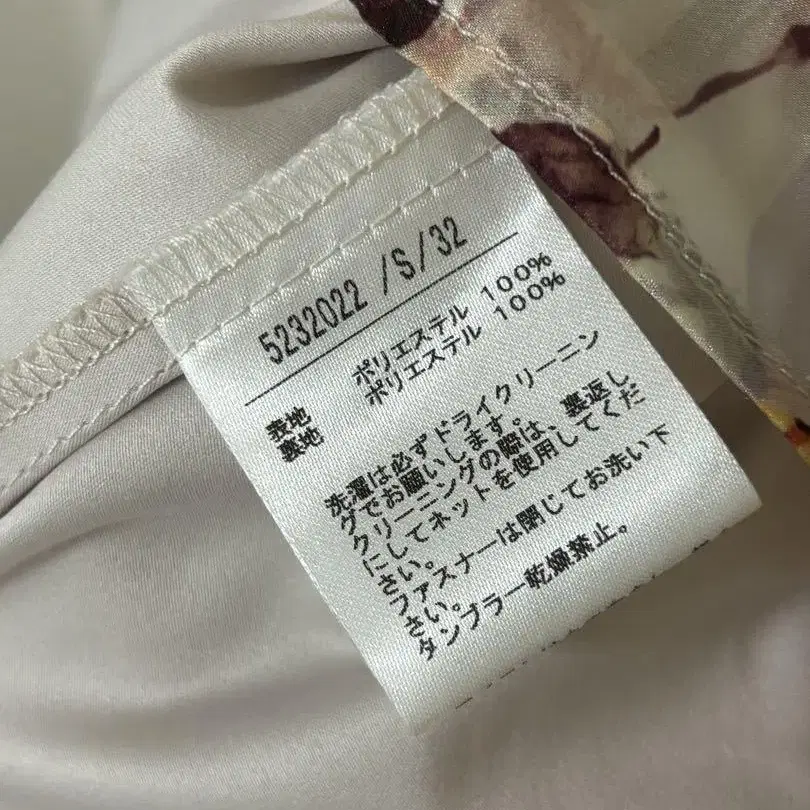 5232022 /S/32
表地 ポリエステル 100%
裏地 ポリエステル 100%
洗濯は必ずドライクリーニン
グでお願いします。
クリーニングの際は、裏返し
にしてネットを使用してくだ
さい。
ファスナーは閉じてお洗い下
さい。
タンブラー乾燥禁止。